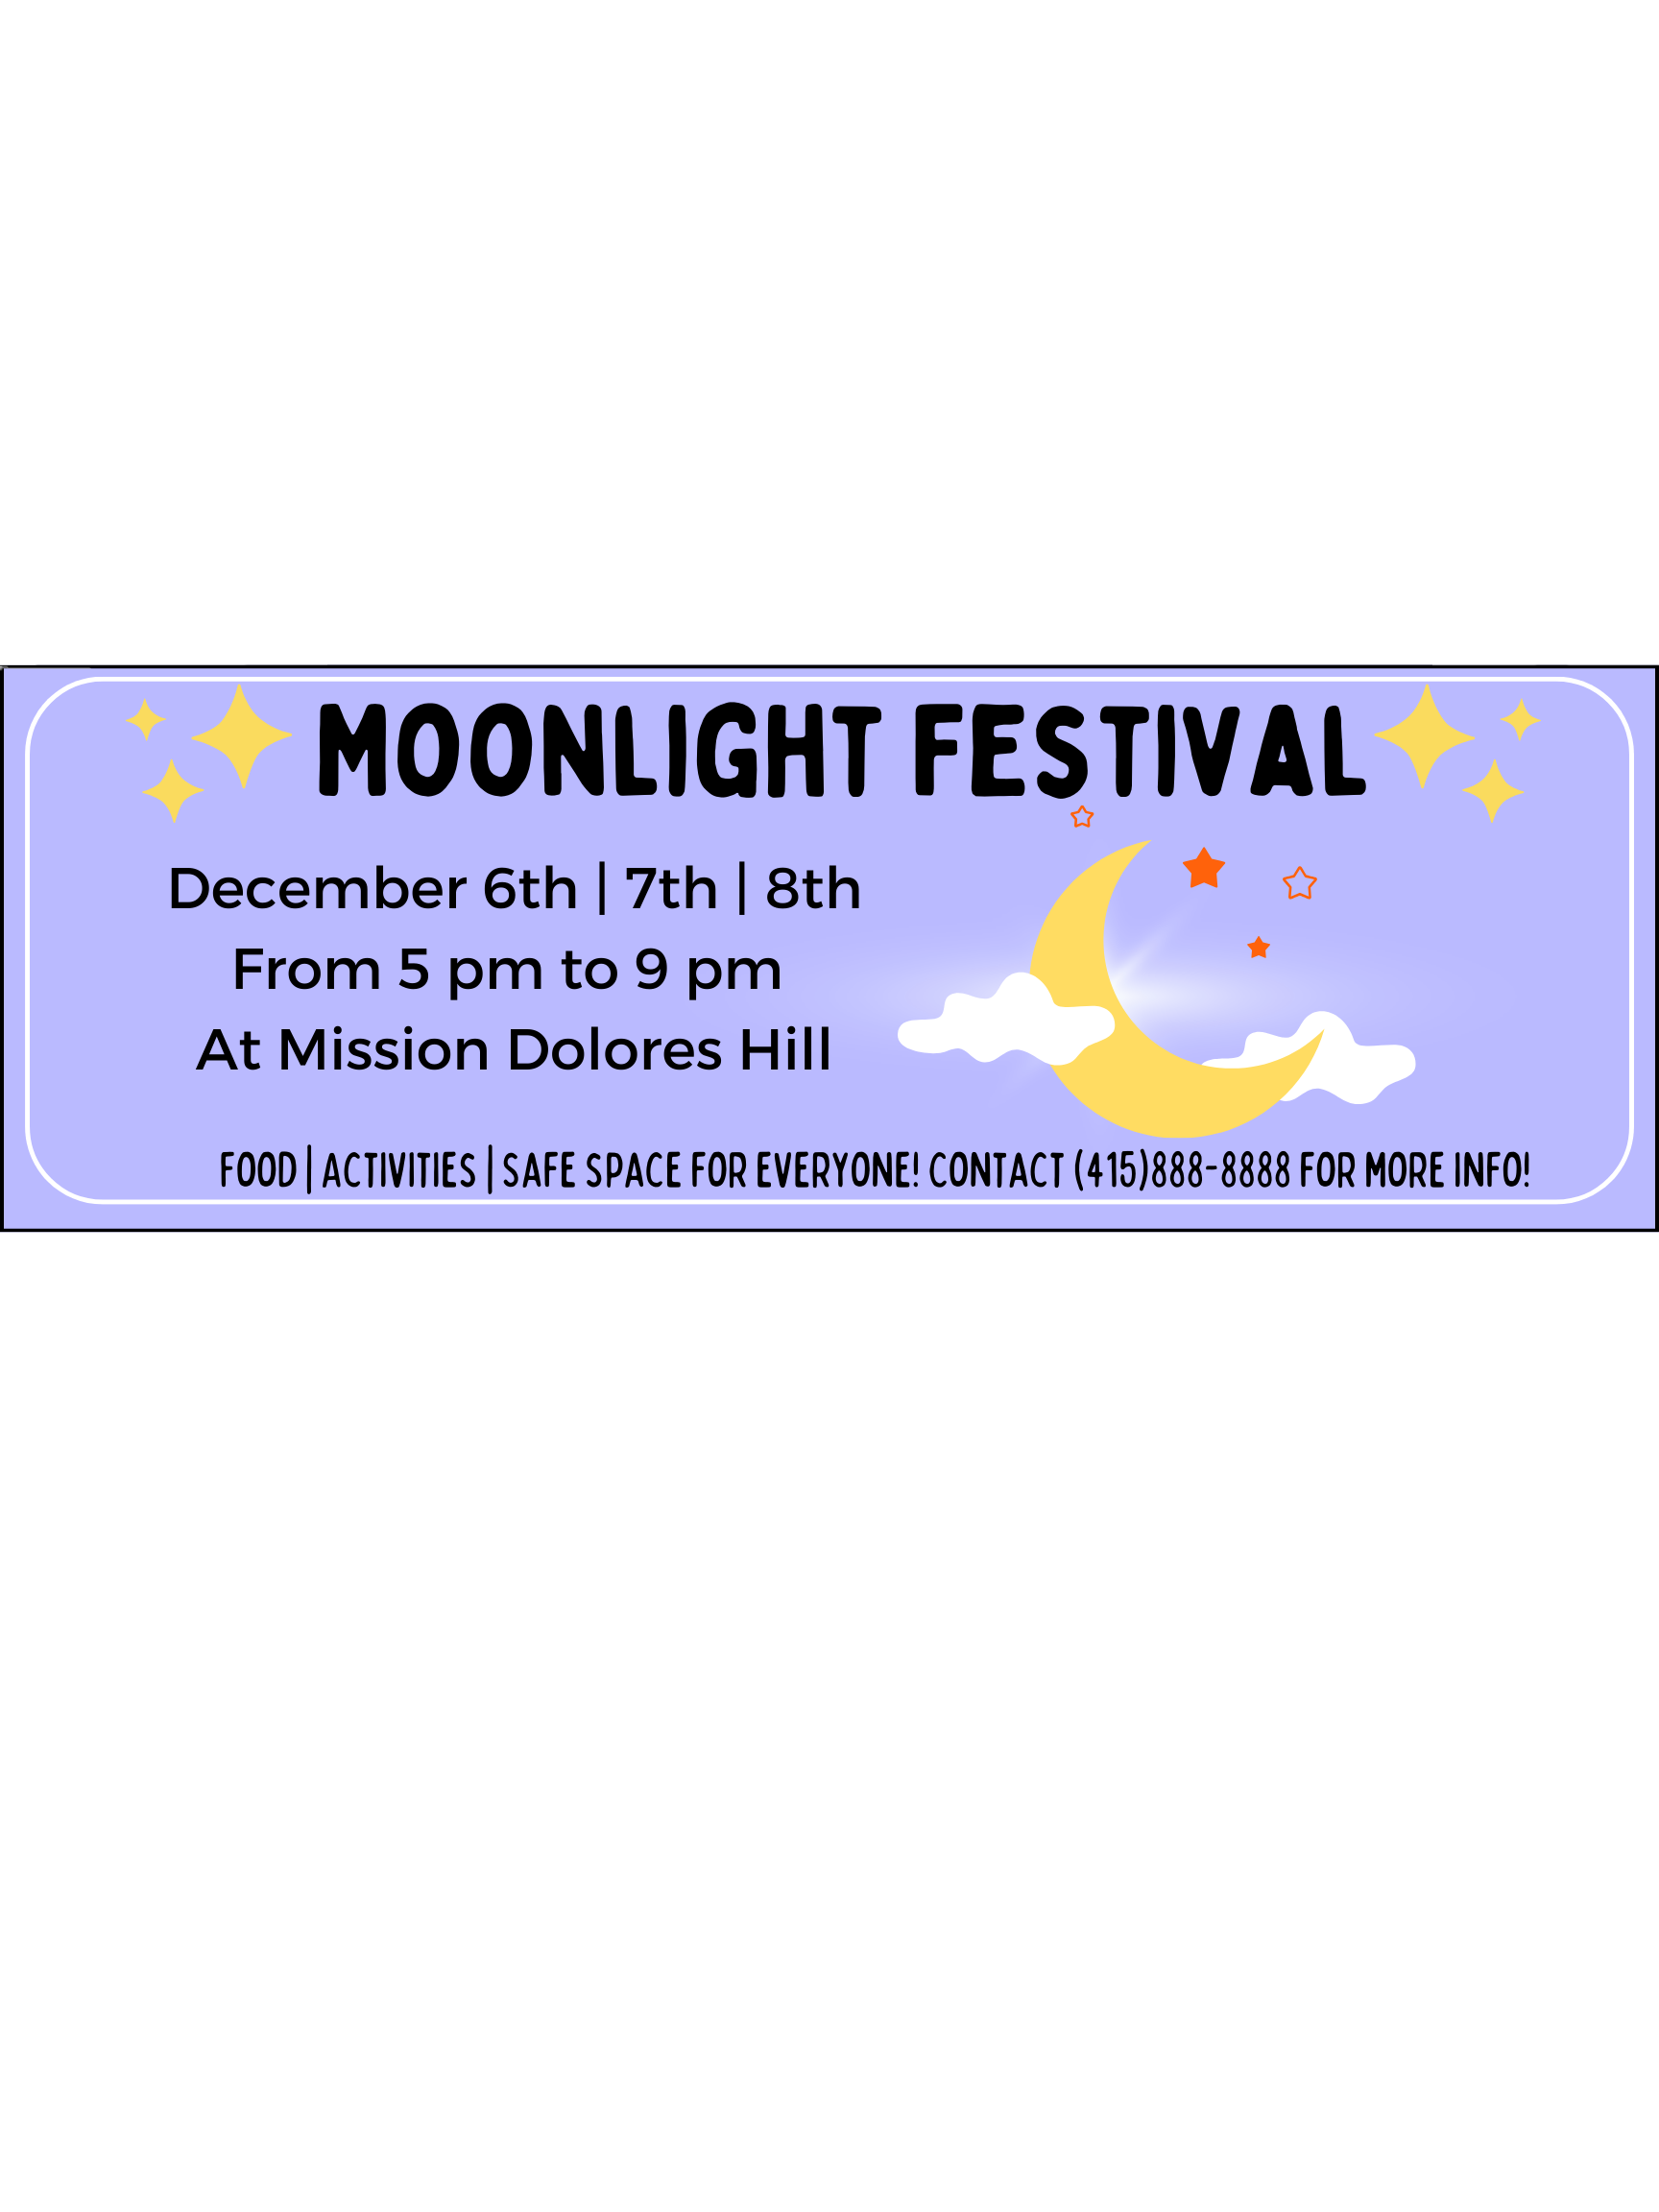 MOONLIGHT FESTIVAL
December 6th | 7th | 8th
From 5 pm to 9 pm
At Mission Dolores Hill
FOOD | ACTIVITIES | SAFE SPACE FOR EVERYONE! CONTACT (415)888-8888 FOR MORE INFO!